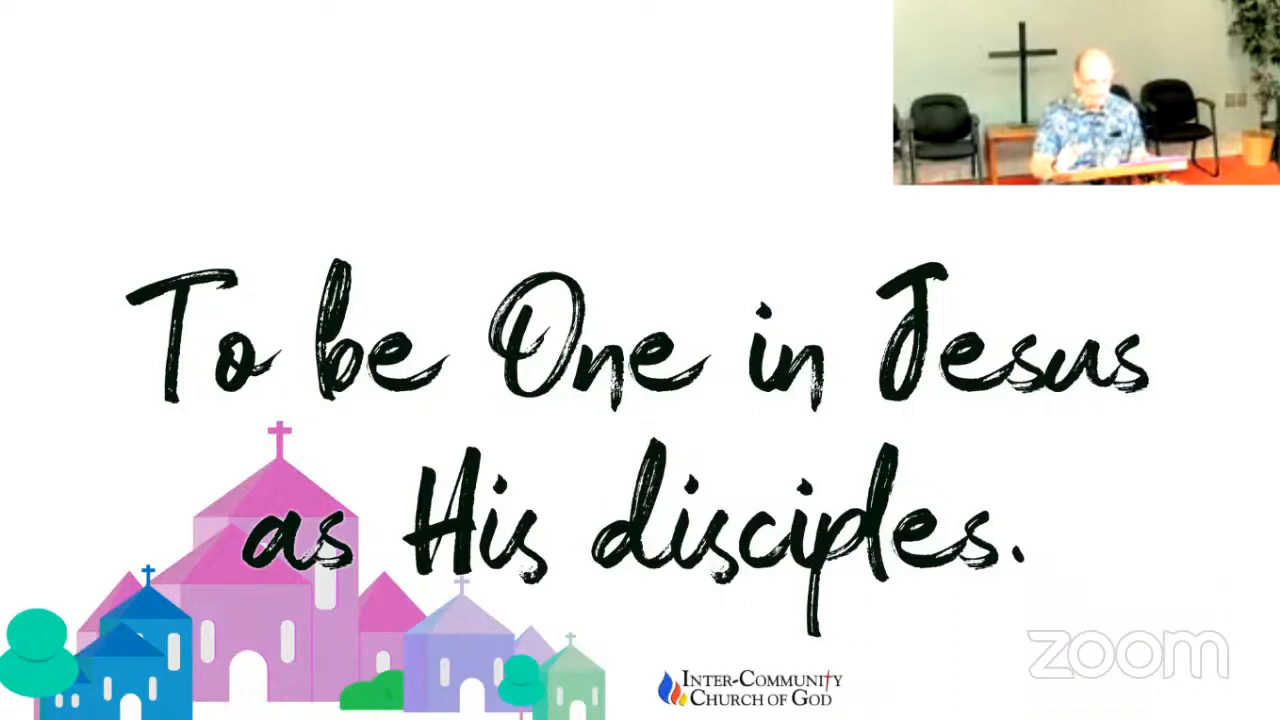 To be One in Jesus
as His disciples.
Inter-Community
Church of God
zoom